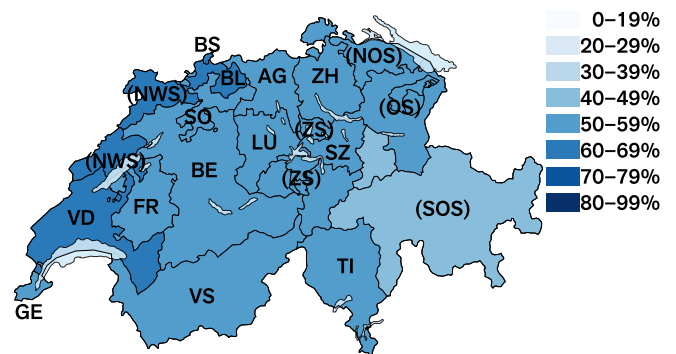 0–19%
20–29%
30–39%
40–49%
50–59%
60–69%
70–79%
80–99%
BS
(NOS)
BL
AG
ZH
(NWS)
(OS)
SO
(ZS)
LU
SZ
(NWS)
BE
(ZS)
FR
(SOS)
VD
TI
VS
GE